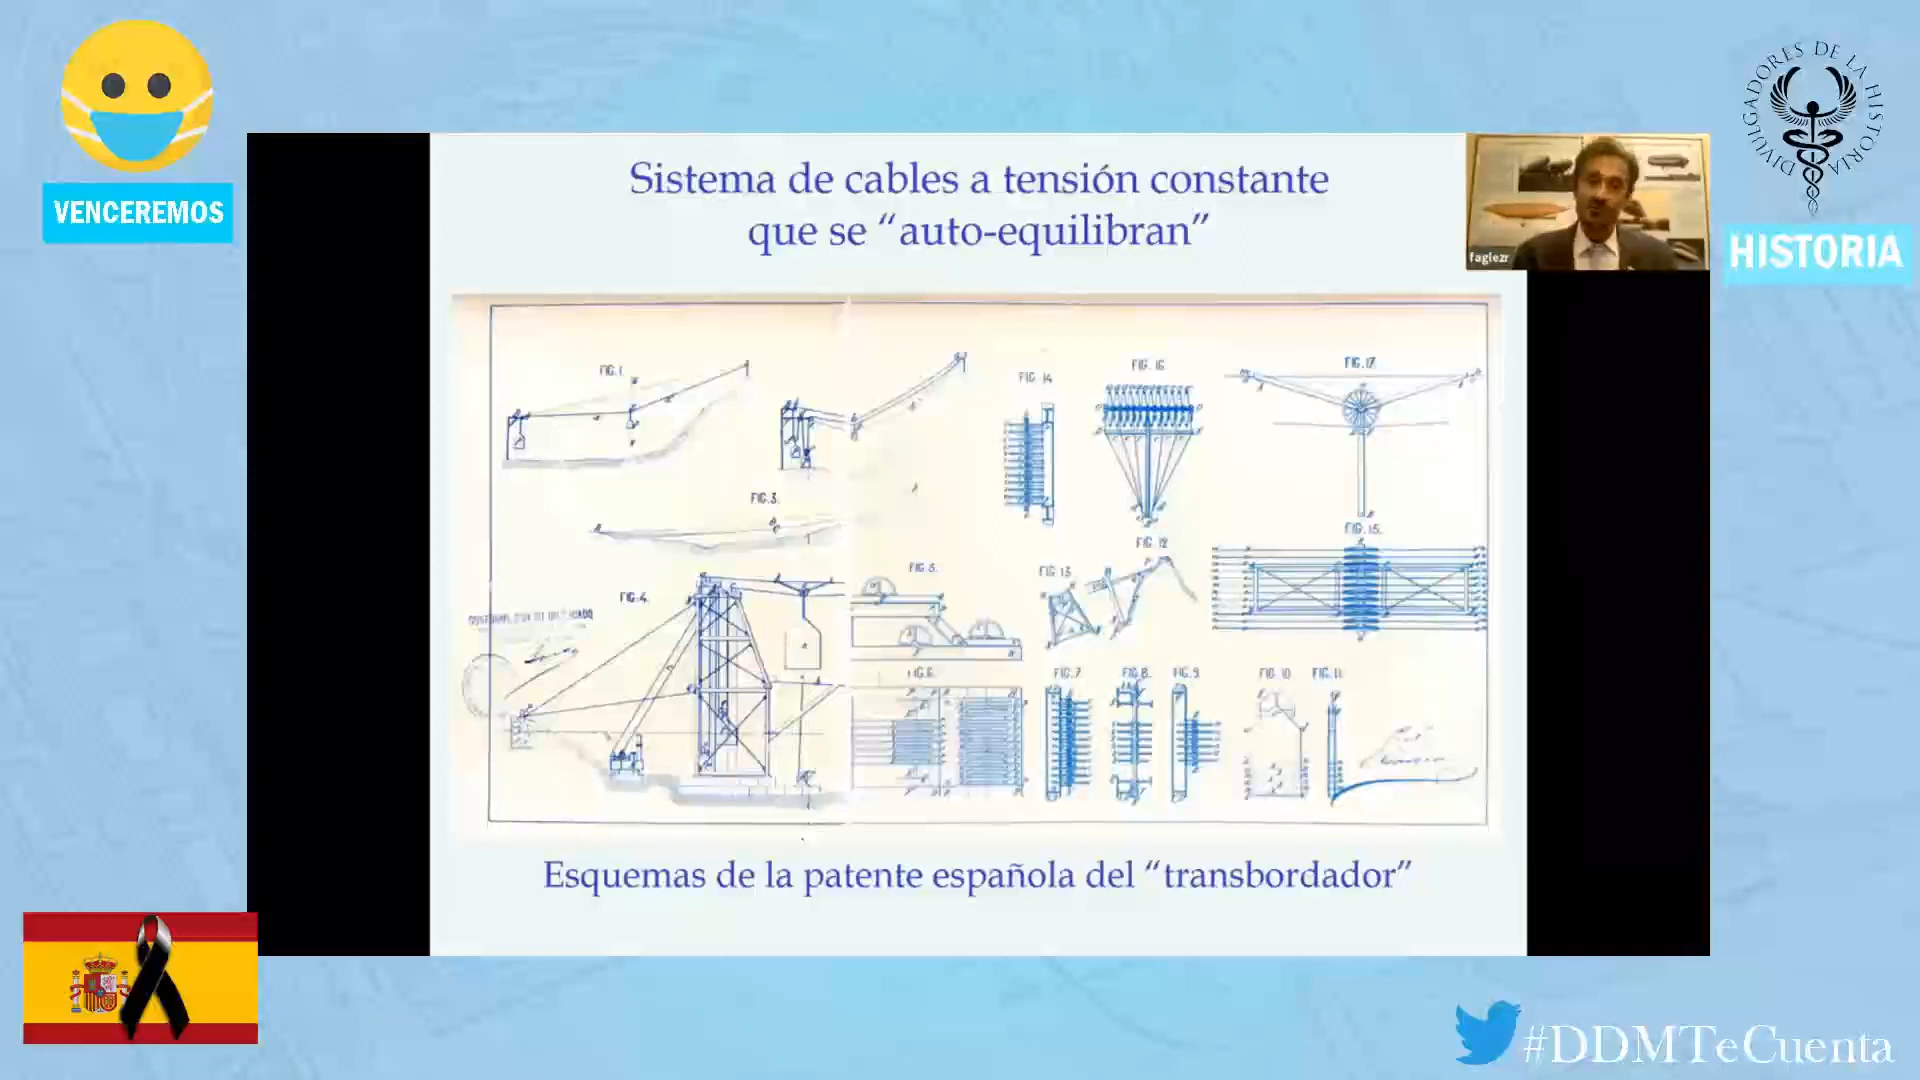 VENCEREMOS
DIVULGADORES DE LA HISTORIA
HISTORIA
faglezr
Sistema de cables a tensión constante
que se “auto-equilibran”
FIG.1.
FIG. 14
FIG. 16
FIG.17.
FIG.3.
FIG. 12
FIG.15.
FIG.4.
FIG 5.
FIG 13
FIG.6.
FIG.7.
FIG.8.
FIG.9.
FIG 10
FIG.11.
Esquemas de la patente española del “transbordador”
#DDMTeCuenta